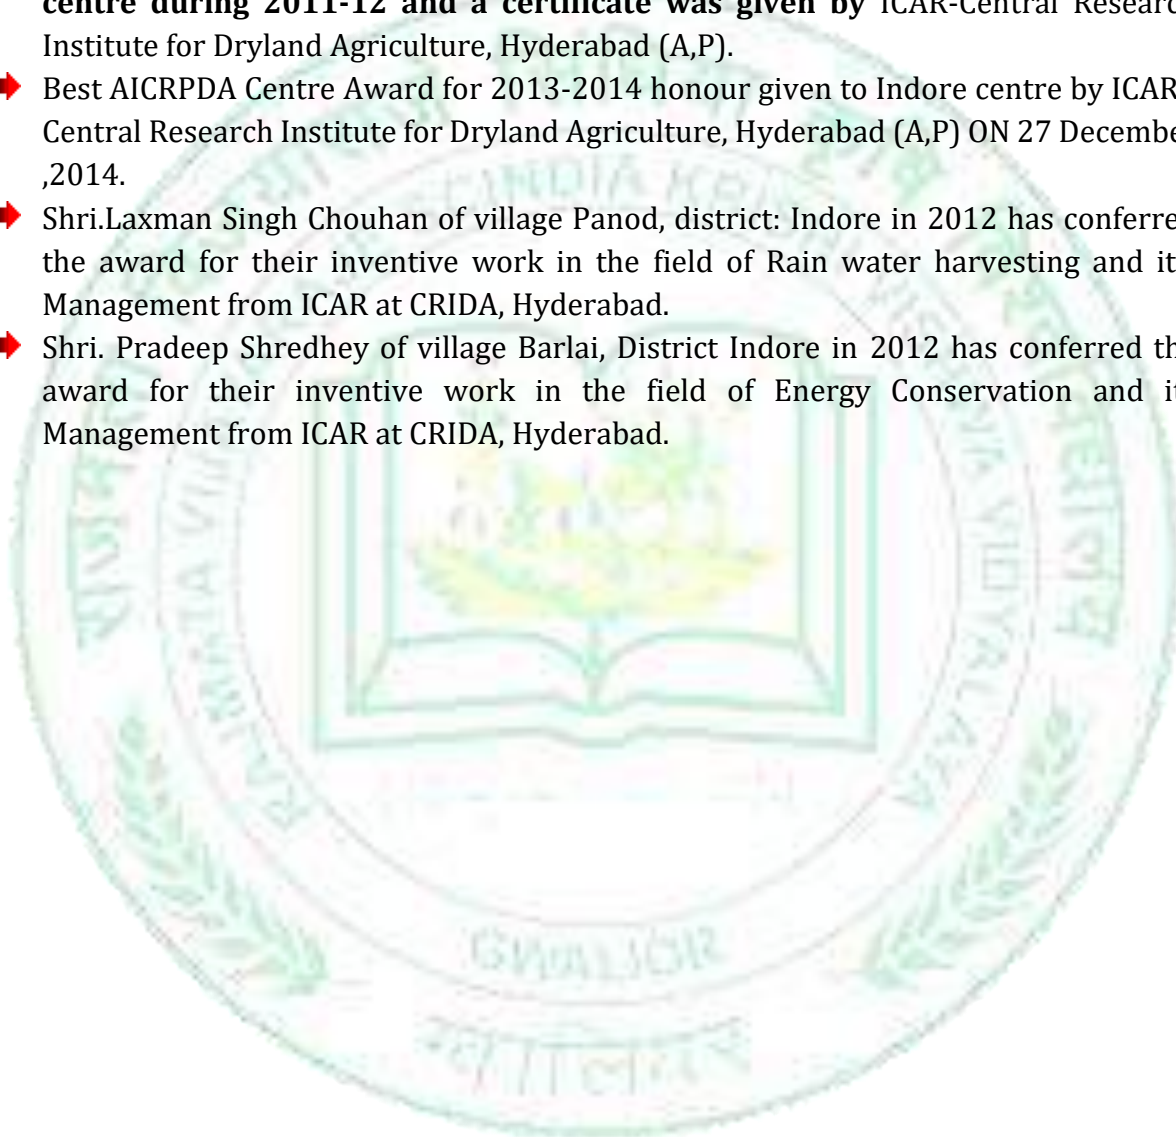 centre during 2011-12 and a certificate was given by ICAR-Central Researc
Institute for Dryland Agriculture, Hyderabad (A,P).
Best AICRPDA Centre Award for 2013-2014 honour given to Indore centre by ICAR
Central Research Institute for Dryland Agriculture, Hyderabad (A,P) ON 27 Decembe
,2014.
Shri.Laxman Singh Chouhan of village Panod, district: Indore in 2012 has conferre
the award for their inventive work in the field of Rain water harvesting and it
Management from ICAR at CRIDA, Hyderabad.
Shri. Pradeep Shredhey of village Barlai, District Indore in 2012 has conferred th
award for their inventive work in the field of Energy Conservation and it
Management from ICAR at CRIDA, Hyderabad.
VIDYALAYA
GWALIOR
ग्वालियर